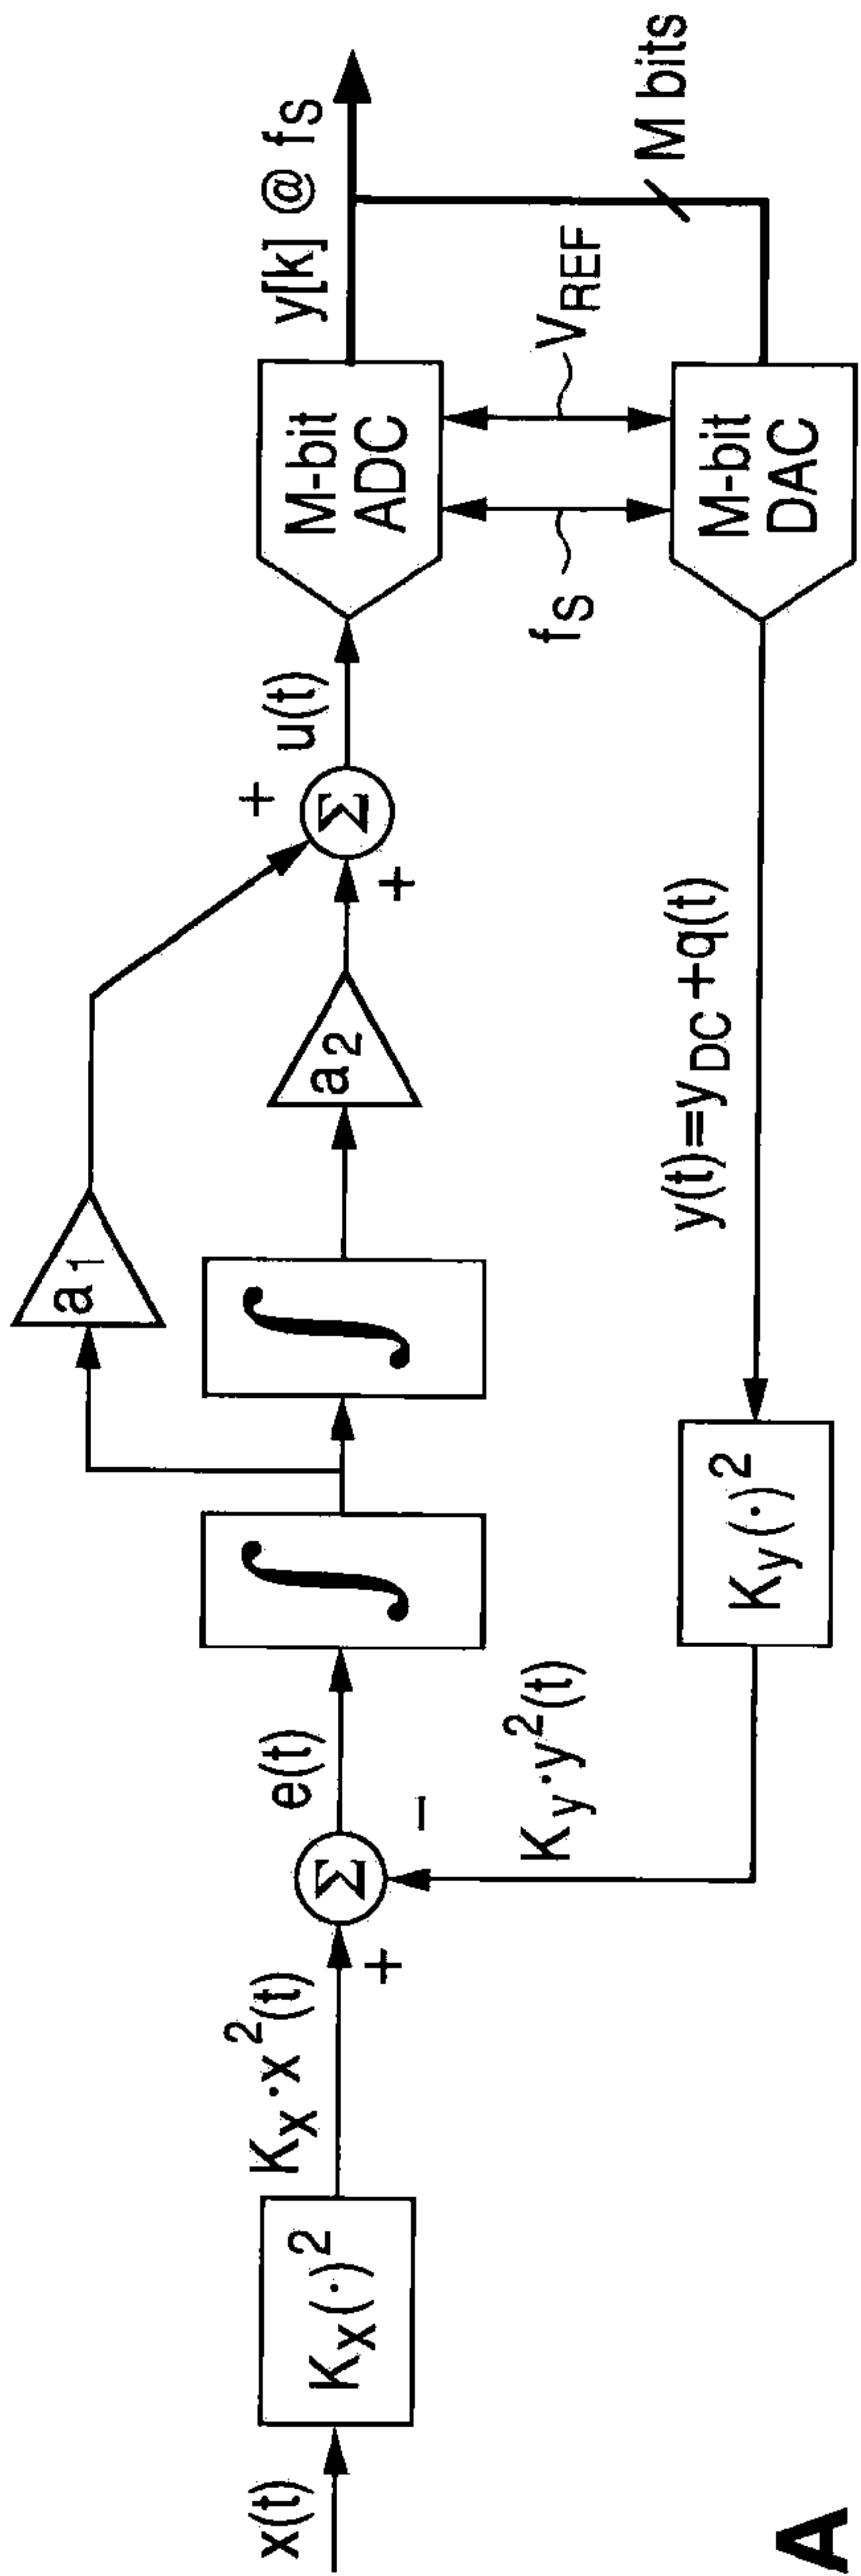 x(t)
Kₓ(·)²
Kₓ·x²(t)
+
Σ
−
e(t)
∫
∫
a₁
a₂
+
+
Σ
u(t)
M-bit
ADC
y[k] @ fS
fS
VREF
M bits
M-bit
DAC
y(t)=yDC+q(t)
Ky(·)²
Ky·y²(t)
A